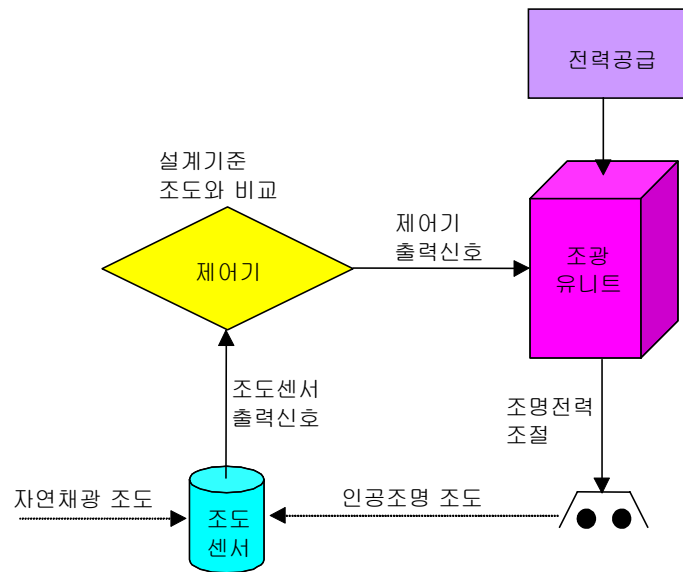 전력공급
설계기준
조도와 비교
제어기
제어기
출력신호
조광
유니트
조도센서
출력신호
조명전력
조절
자연채광 조도
조도
센서
인공조명 조도